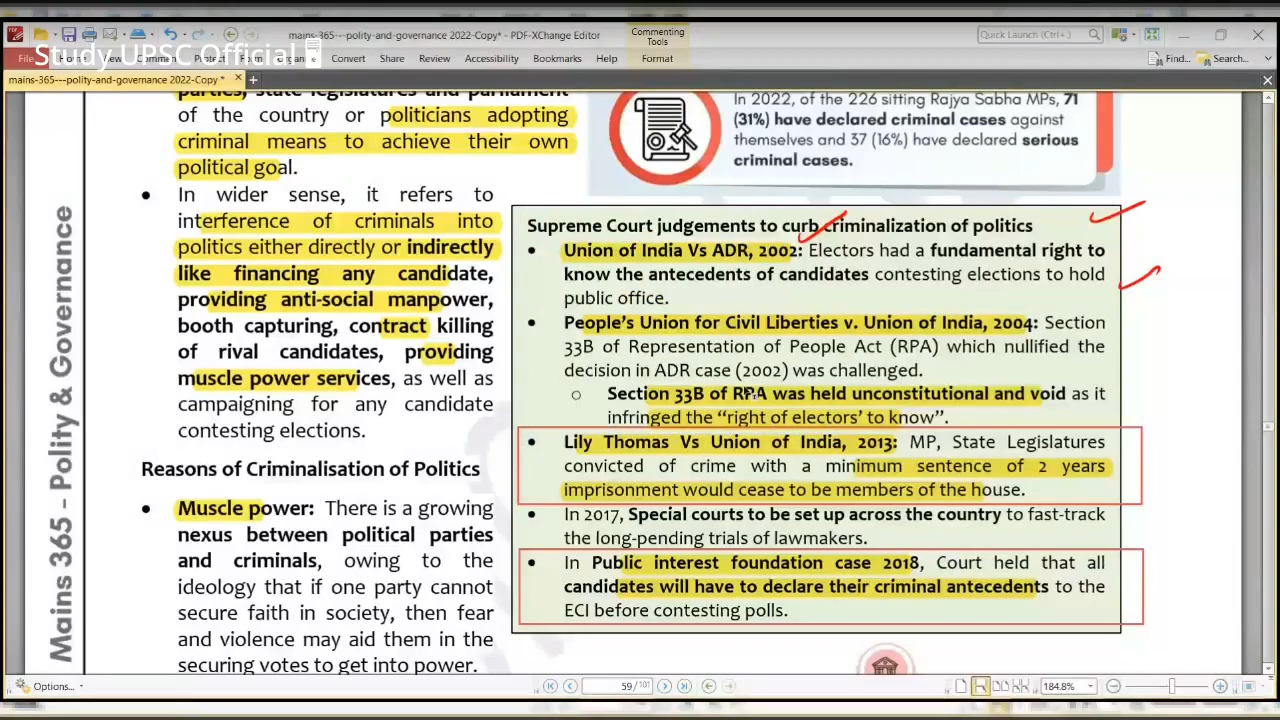 mains-365---polity-and-governance 2022-Copy* - PDF-XChange Editor
Commenting Tools
Quick Launch (Ctrl+.)
Study UPSC Official
File
Convert Share Review Accessibility Bookmarks Help Format
Find... Search...
mains-365---polity-and-governance 2022-Copy *
parties, state legislatures and parliament
of the country or politicians adopting
criminal means to achieve their own
political goal.
• In wider sense, it refers to
interference of criminals into
politics either directly or indirectly
like financing any candidate,
providing anti-social manpower,
booth capturing, contract killing
of rival candidates, providing
muscle power services, as well as
campaigning for any candidate
contesting elections.
Reasons of Criminalisation of Politics
• Muscle power: There is a growing
nexus between political parties
and criminals, owing to the
ideology that if one party cannot
secure faith in society, then fear
and violence may aid them in the
securing votes to get into power.
Mains 365 - Polity & Governance
In 2022, of the 226 sitting Rajya Sabha MPs, 71
(31%) have declared criminal cases against
themselves and 37 (16%) have declared serious
criminal cases.
Supreme Court judgements to curb criminalization of politics
• Union of India Vs ADR, 2002: Electors had a fundamental right to
know the antecedents of candidates contesting elections to hold
public office.
• People's Union for Civil Liberties v. Union of India, 2004: Section
33B of Representation of People Act (RPA) which nullified the
decision in ADR case (2002) was challenged.
o Section 33B of RPA was held unconstitutional and void as it
infringed the "right of electors' to know".
• Lily Thomas Vs Union of India, 2013: MP, State Legislatures
convicted of crime with a minimum sentence of 2 years
imprisonment would cease to be members of the house.
• In 2017, Special courts to be set up across the country to fast-track
the long-pending trials of lawmakers.
• In Public interest foundation case 2018, Court held that all
candidates will have to declare their criminal antecedents to the
ECI before contesting polls.
Options...
59 / 101
184.8%